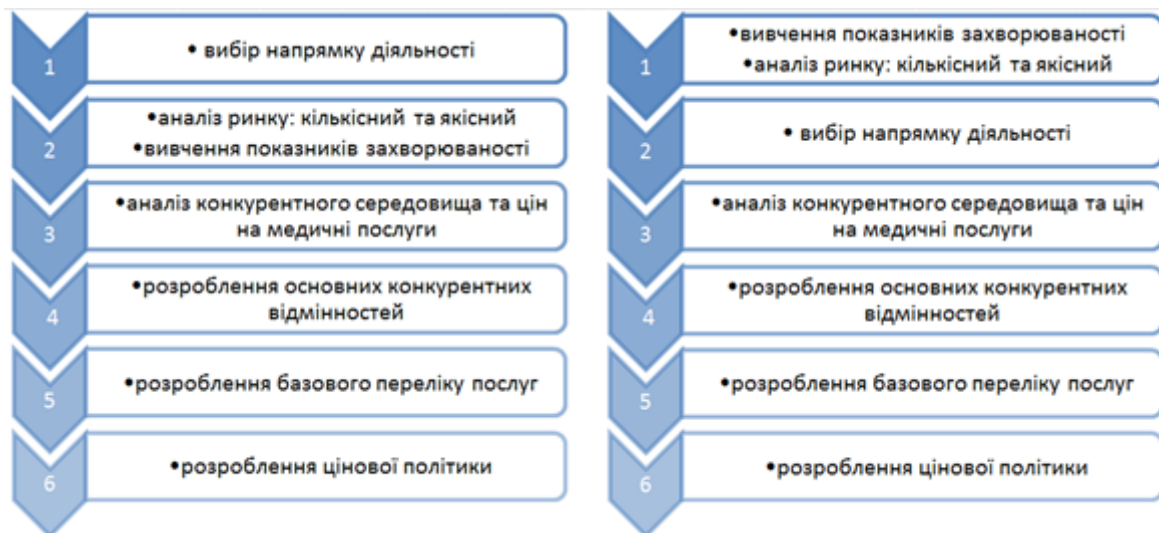 1
• вибір напрямку діяльності
2
•аналіз ринку: кількісний та якісний
•вивчення показників захворюваності
3
•аналіз конкурентного середовища та цін
на медичні послуги
4
•розроблення основних конкурентних
відмінностей
5
•розроблення базового переліку послуг
6
•розроблення цінової політики
1
•вивчення показників захворюваності
•аналіз ринку: кількісний та якісний
2
• вибір напрямку діяльності
3
•аналіз конкурентного середовища та цін
на медичні послуги
4
•розроблення основних конкурентних
відмінностей
5
•розроблення базового переліку послуг
6
•розроблення цінової політики